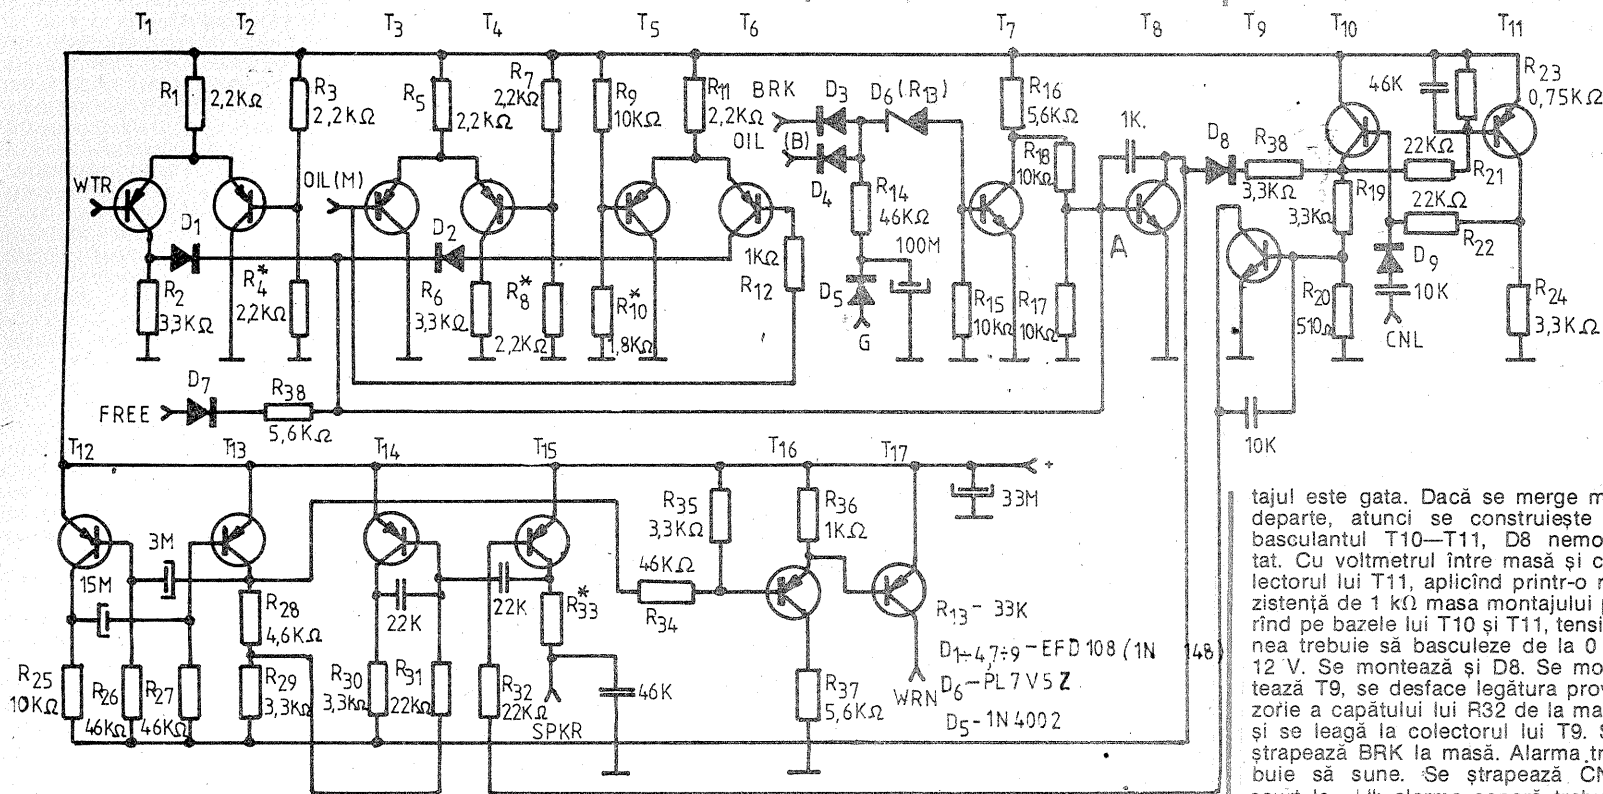 T1 T2 T3 T4 T5 T6 T7 T8 T9 T10 T11
R1 2,2KΩ
R3 2,2KΩ
R5 2,2KΩ
R7 2,2KΩ
R9 10KΩ
R11 2,2KΩ
BRK D3 D6 (R13)
OIL (B)
D4
R14 46KΩ
100M
D5
G
R16 5,6KΩ
R18 10KΩ
1K
D8
R38 3,3KΩ
46K
R23 0,75KΩ
22KΩ
R21
22KΩ
R22
R19 3,3KΩ
WTR
D1
OIL(M)
D2
1KΩ
R12
A
D9
10K
CNL
R2 3,3KΩ
R4* 2,2KΩ
R6 3,3KΩ
R8* 2,2KΩ
R10* 1,8KΩ
R15 10KΩ
R17 10KΩ
R20 510Ω
R24 3,3KΩ
D7
FREE
R38 5,6KΩ
10K
T12 T13 T14 T15 T16 T17
+
33M
3M
15M
R28 4,6KΩ
22K
22K
R33*
R35 3,3KΩ
46KΩ
R34
R36 1KΩ
R25 10KΩ
R26 46KΩ
R27 46KΩ
R29 3,3KΩ
R30 3,3KΩ
R31 22KΩ
R32 22KΩ
SPKR
46K
R37 5,6KΩ
WRN
R13 - 33K
D1÷4,7÷9 - EFD 108 (1N 148)
D6 - PL 7V5 Z
D5 - 1N 4002
tajul este gata. Dacă se merge m
departe, atunci se construiește
basculantul T10—T11, D8 nemo
tat. Cu voltmetrul între masă și c
lectorul lui T11, aplicînd printr-o r
zistență de 1 kΩ masa montajului p
rînd pe bazele lui T10 și T11, tensi
nea trebuie să basculeze de la 0
12 V. Se montează și D8. Se mo
tează T9, se desface legătura prov
zorie a capătului lui R32 de la ma
și se leagă la colectorul lui T9. S
ștrapează BRK la masă. Alarma tr
buie să sune. Se ștrapează CN